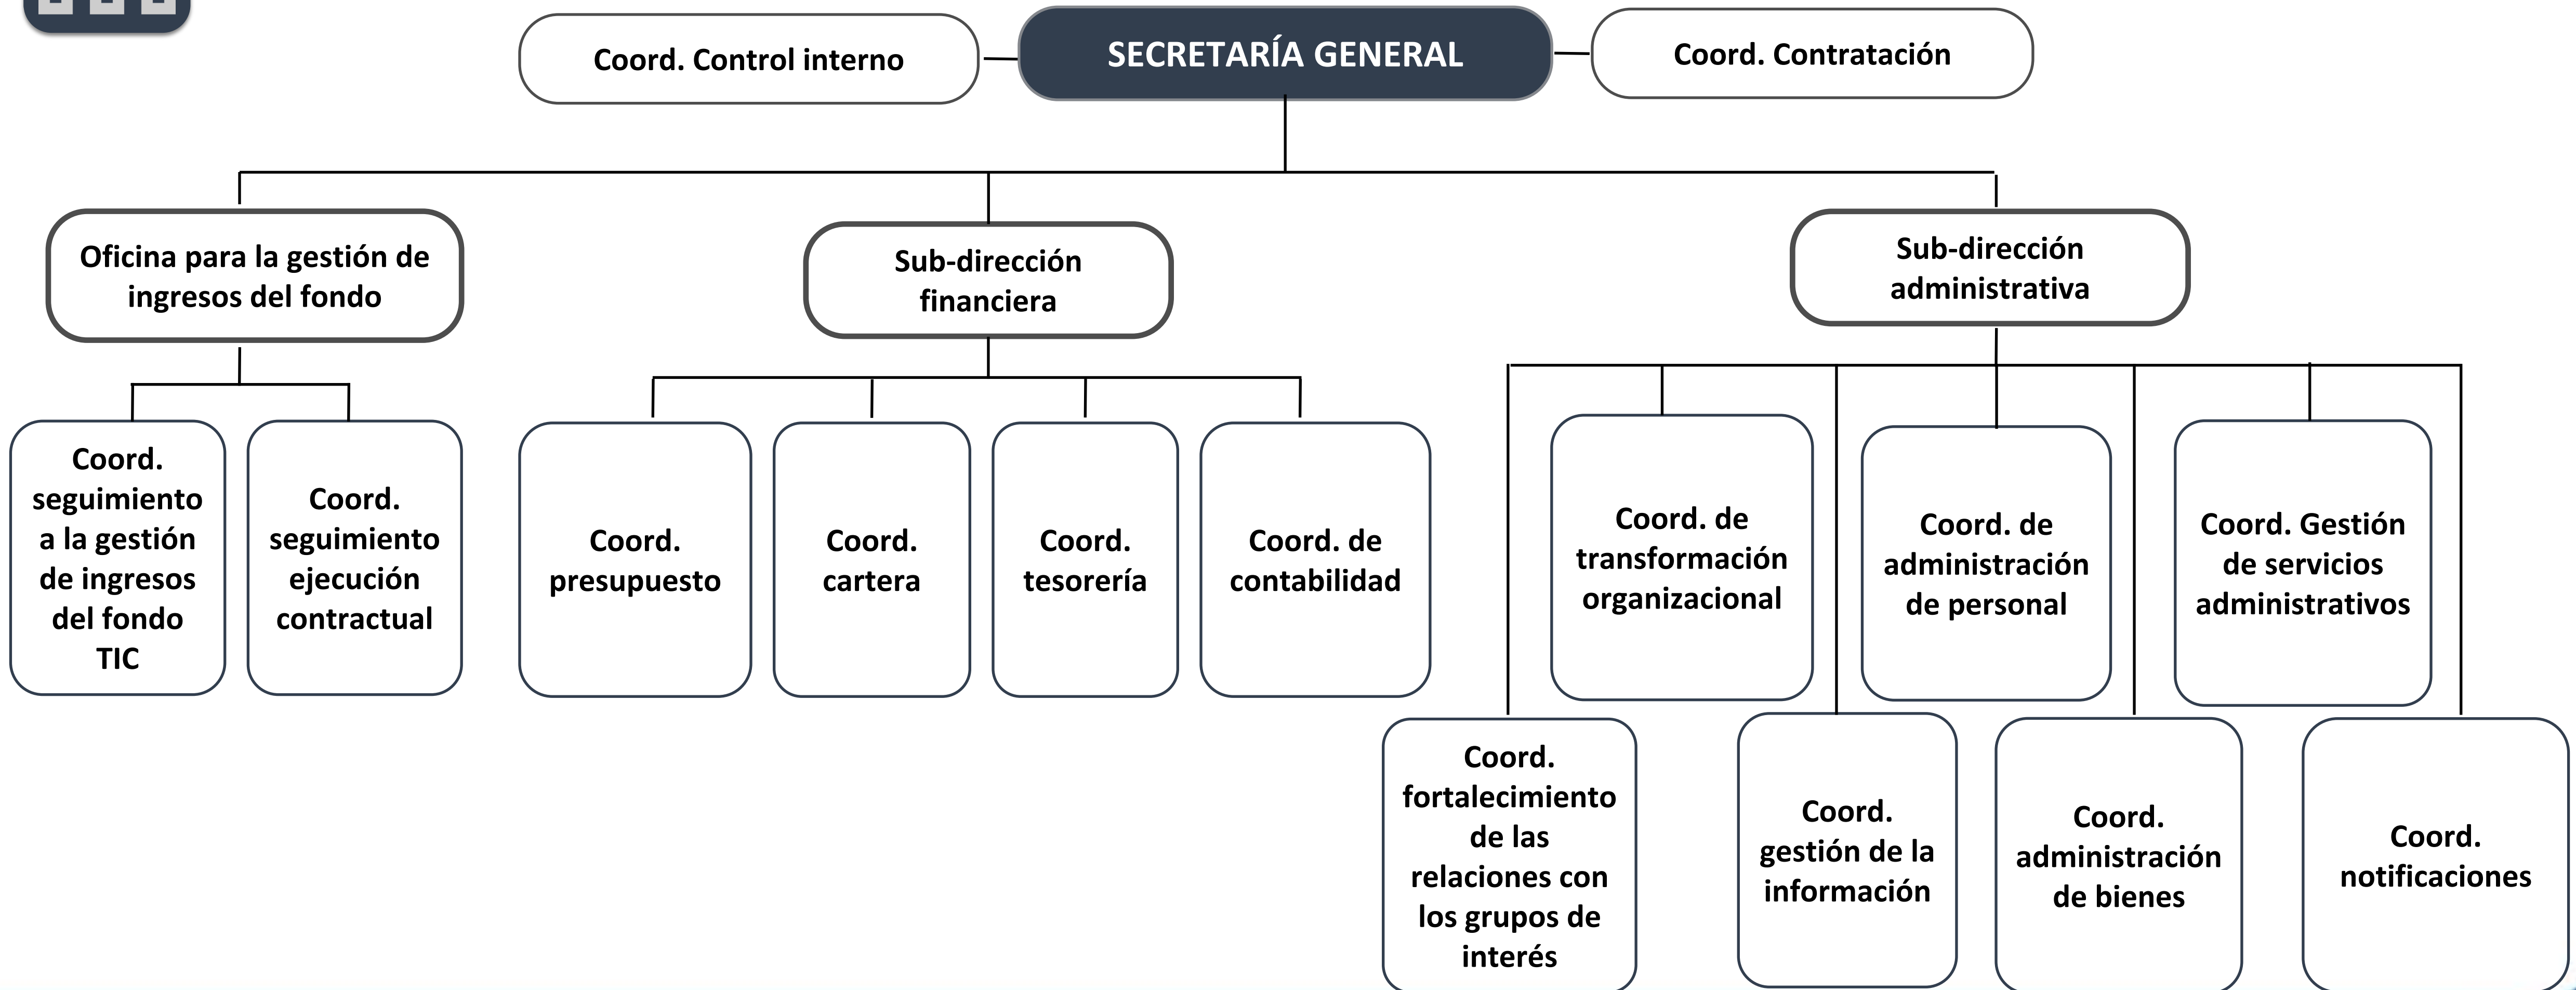 Coord. Control interno
SECRETARÍA GENERAL
Coord. Contratación
Oficina para la gestión de
ingresos del fondo
Sub-dirección
financiera
Sub-dirección
administrativa
Coord.
seguimiento
a la gestión
de ingresos
del fondo
TIC
Coord.
seguimiento
ejecución
contractual
Coord.
presupuesto
Coord.
cartera
Coord.
tesorería
Coord. de
contabilidad
Coord. de
transformación
organizacional
Coord. de
administración
de personal
Coord. Gestión
de servicios
administrativos
Coord.
fortalecimiento
de las
relaciones con
los grupos de
interés
Coord.
gestión de la
información
Coord.
administración
de bienes
Coord.
notificaciones